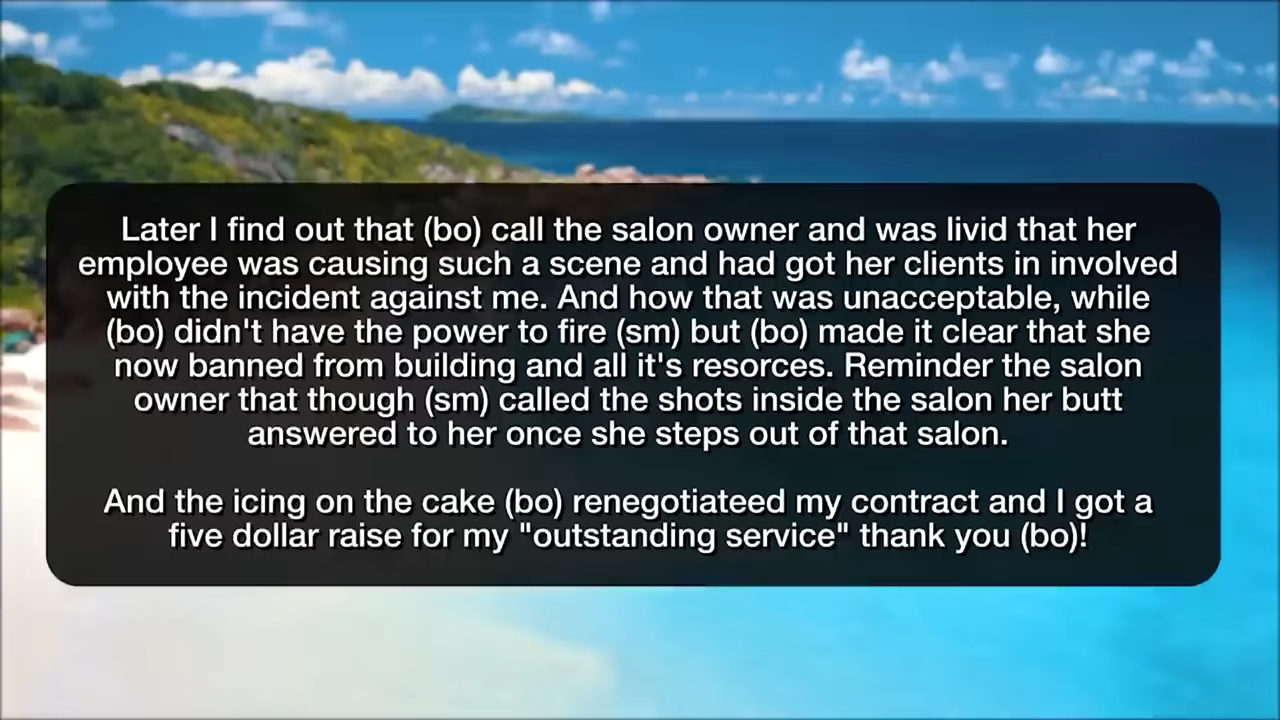 Later I find out that (bo) call the salon owner and was livid that her
employee was causing such a scene and had got her clients in involved
with the incident against me. And how that was unacceptable, while
(bo) didn't have the power to fire (sm) but (bo) made it clear that she
now banned from building and all it's resorces. Reminder the salon
owner that though (sm) called the shots inside the salon her butt
answered to her once she steps out of that salon.
And the icing on the cake (bo) renegotiateed my contract and I got a
five dollar raise for my "outstanding service" thank you (bo)!